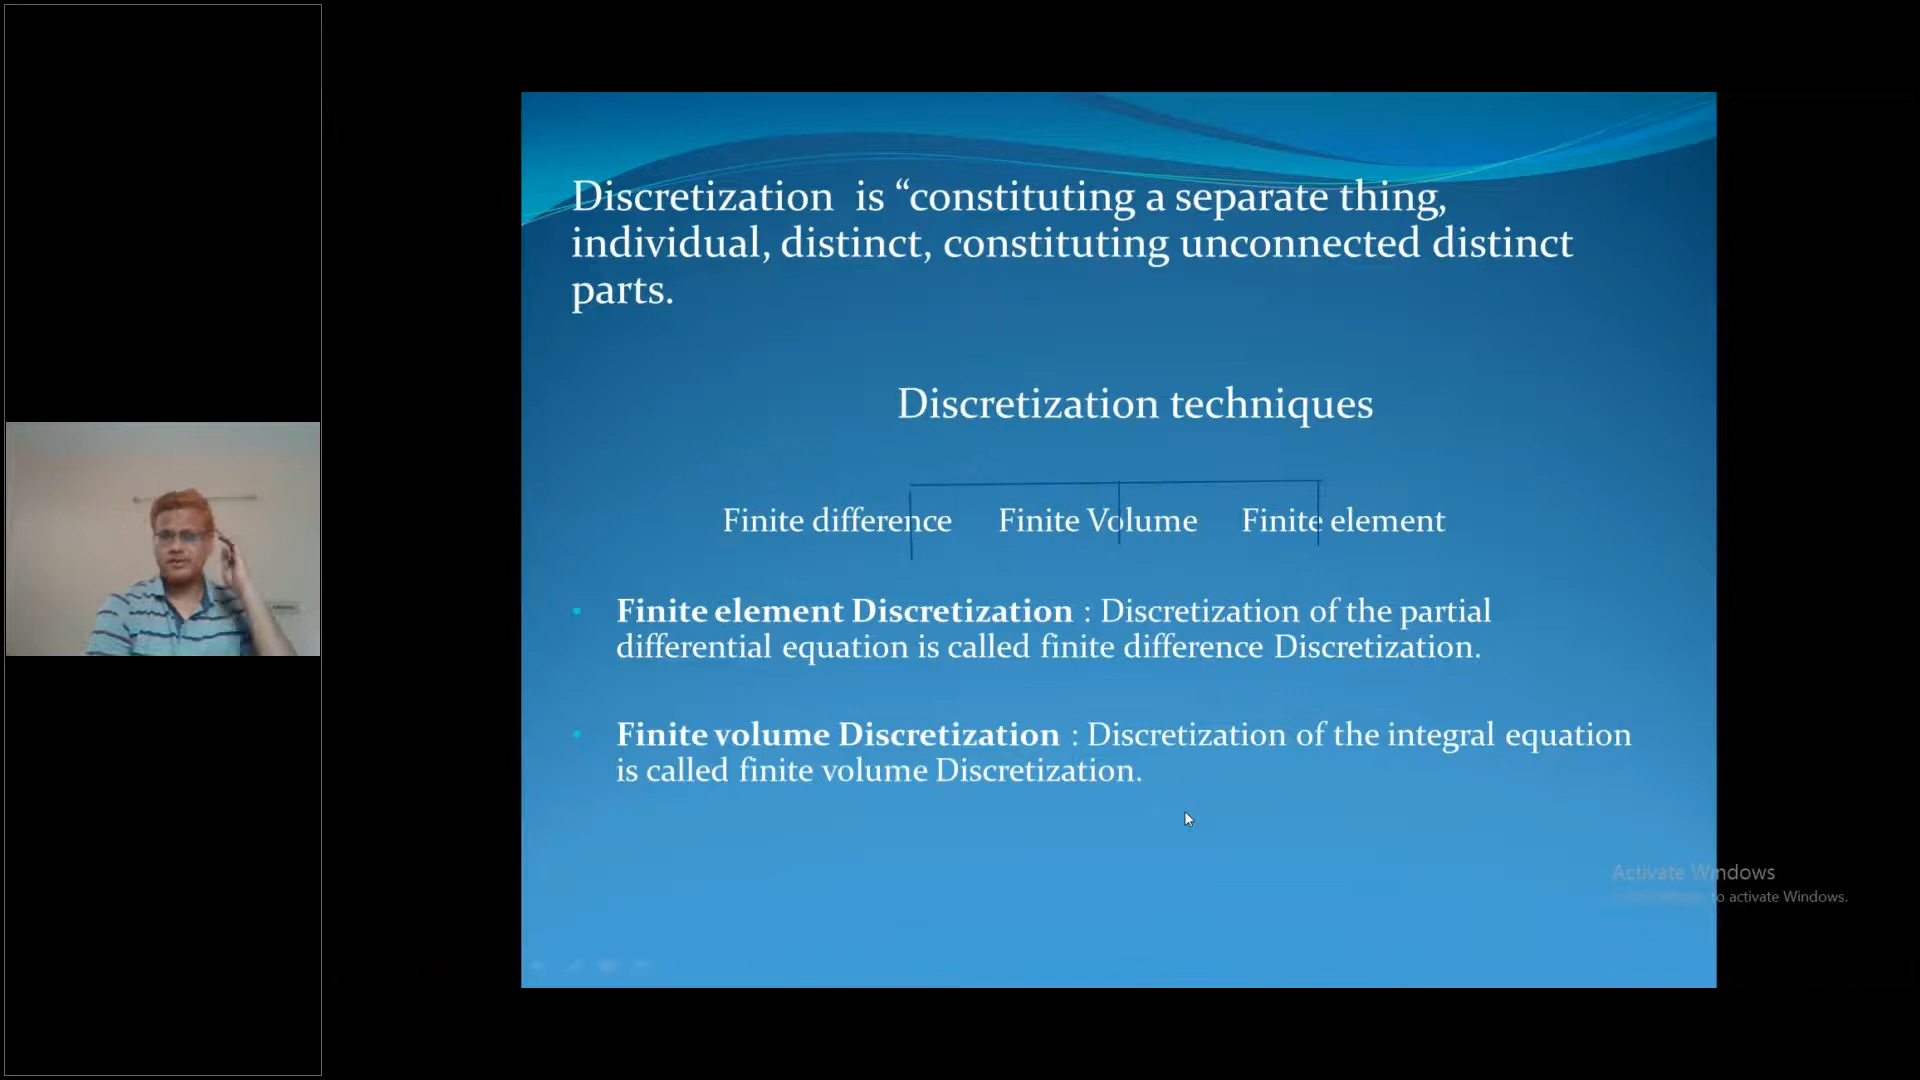 Discretization is “constituting a separate thing,
individual, distinct, constituting unconnected distinct
parts.
Discretization techniques
Finite difference Finite Volume Finite element
Finite element Discretization : Discretization of the partial
differential equation is called finite difference Discretization.
Finite volume Discretization : Discretization of the integral equation
is called finite volume Discretization.
Activate Windows
to activate Windows.